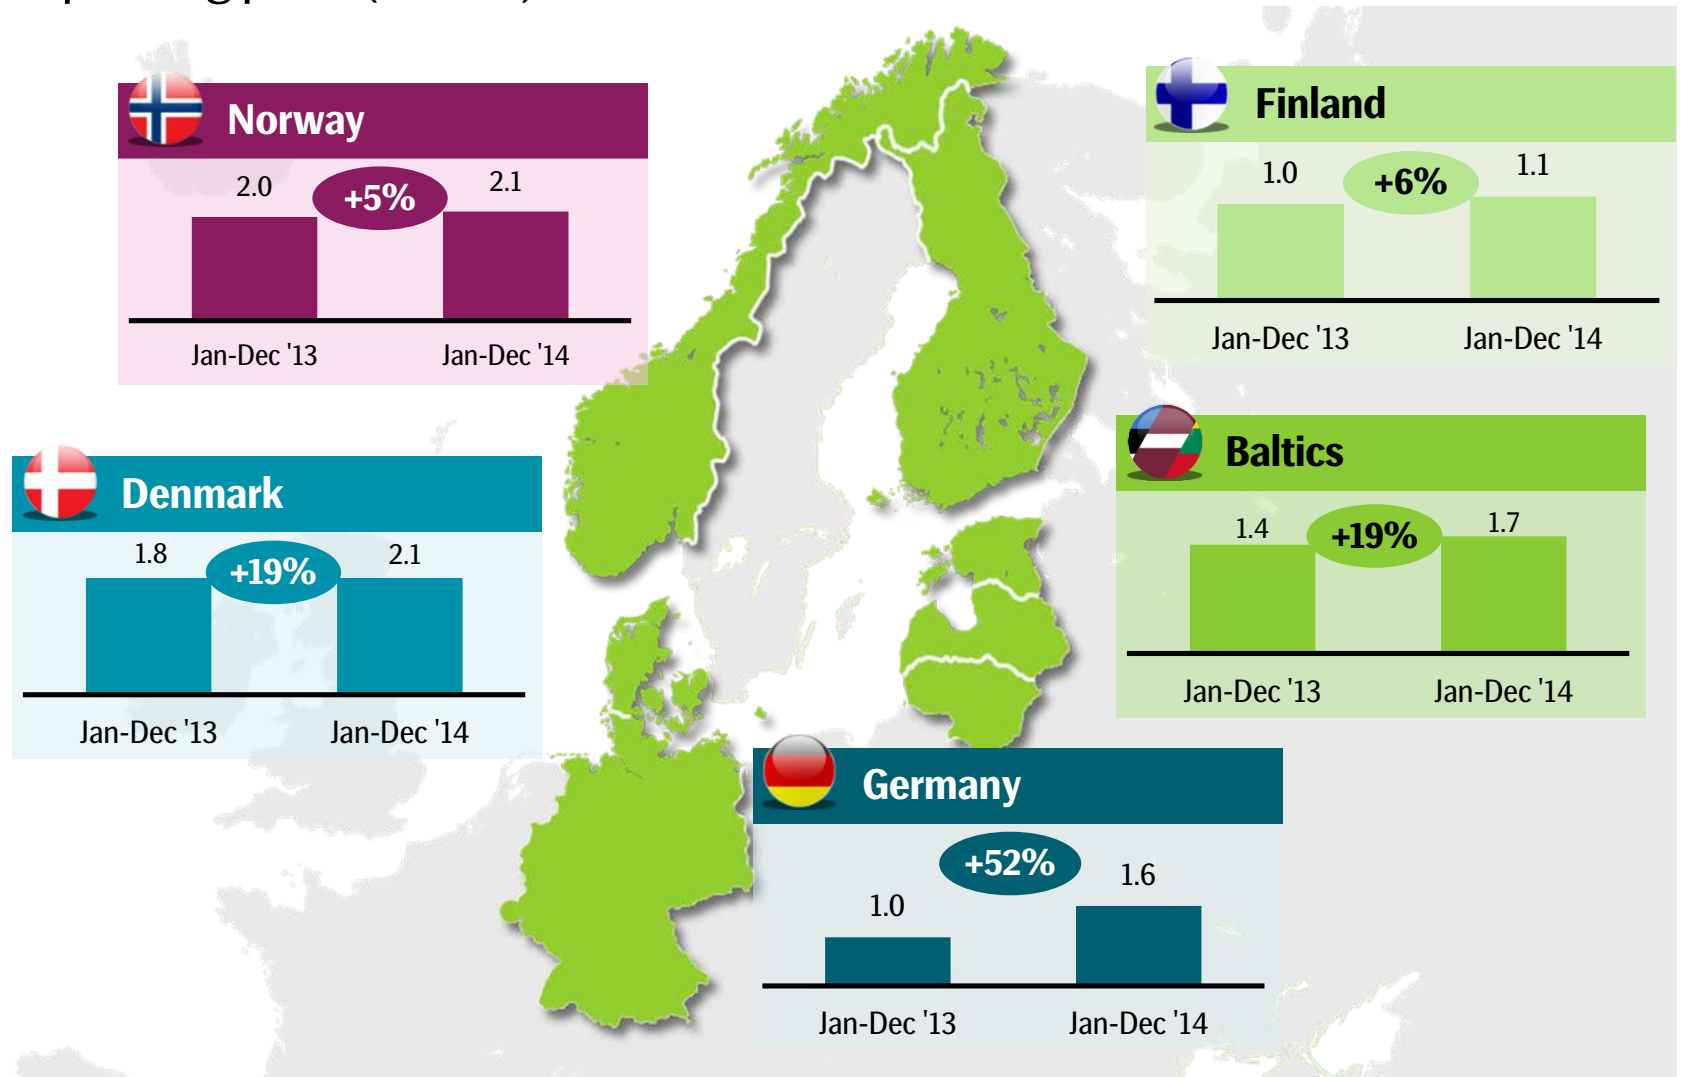 Norway
2.0
+5%
2.1
Jan-Dec '13
Jan-Dec '14
Finland
1.0
+6%
1.1
Jan-Dec '13
Jan-Dec '14
Denmark
1.8
+19%
2.1
Jan-Dec '13
Jan-Dec '14
Baltics
1.4
+19%
1.7
Jan-Dec '13
Jan-Dec '14
Germany
1.0
+52%
1.6
Jan-Dec '13
Jan-Dec '14